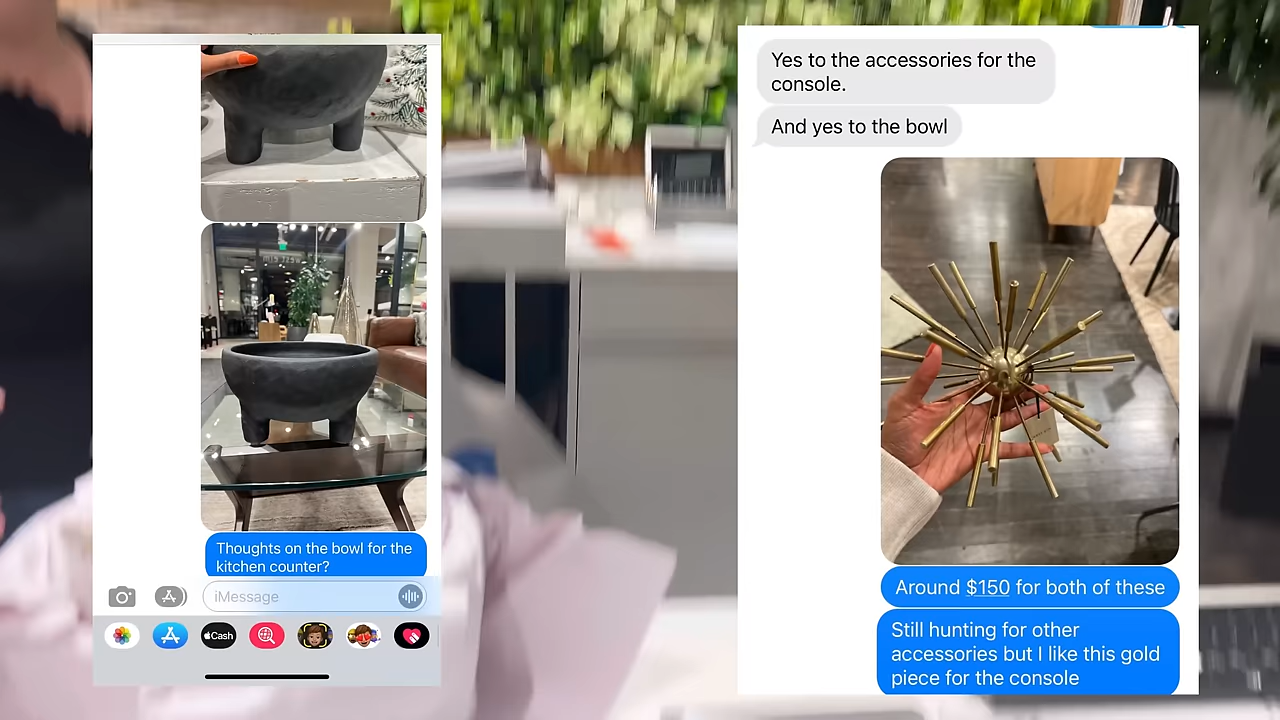 Thoughts on the bowl for the
kitchen counter?
iMessage
Cash
Yes to the accessories for the
console.
And yes to the bowl
Around $150 for both of these
Still hunting for other
accessories but I like this gold
piece for the console